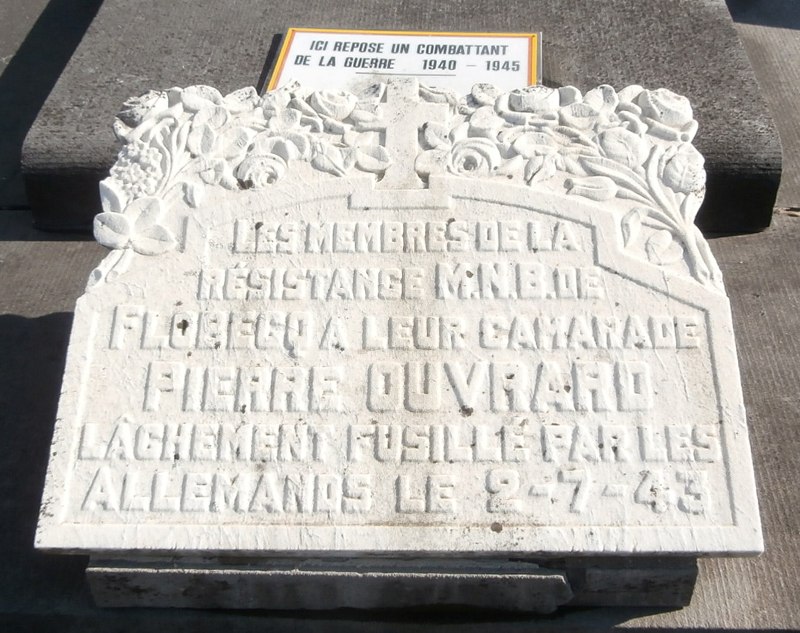 ICI REPOSE UN COMBATTANT
DE LA GUERRE 1940 - 1945
LES MEMBRES DE LA
RÉSISTANCE M.N.B. DE
FLOBECQ A LEUR CAMARADE
PIERRE OUVRARD
LÂCHEMENT FUSILLÉ PAR LES
ALLEMANDS LE 2-7-43